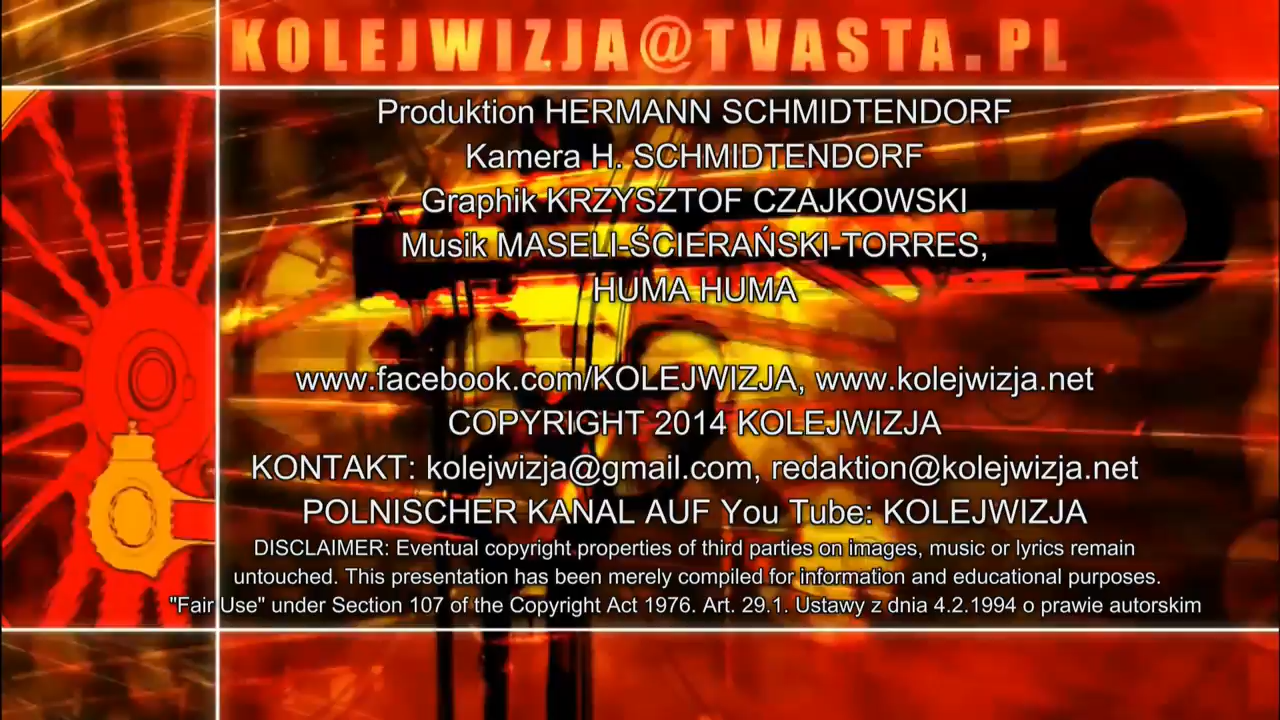 KOLEJWIZJA@TVASTA.PL
Produktion HERMANN SCHMIDTENDORF
Kamera H. SCHMIDTENDORF
Graphik KRZYSZTOF CZAJKOWSKI
Musik MASELI-ŚCIERAŃSKI-TORRES,
HUMA HUMA
www.facebook.com/KOLEJWIZJA, www.kolejwizja.net
COPYRIGHT 2014 KOLEJWIZJA
KONTAKT: kolejwizja@gmail.com, redaktion@kolejwizja.net
POLNISCHER KANAL AUF You Tube: KOLEJWIZJA
DISCLAIMER: Eventual copyright properties of third parties on images, music or lyrics remain
untouched. This presentation has been merely compiled for information and educational purposes.
"Fair Use" under Section 107 of the Copyright Act 1976. Art. 29.1. Ustawy z dnia 4.2.1994 o prawie autorskim